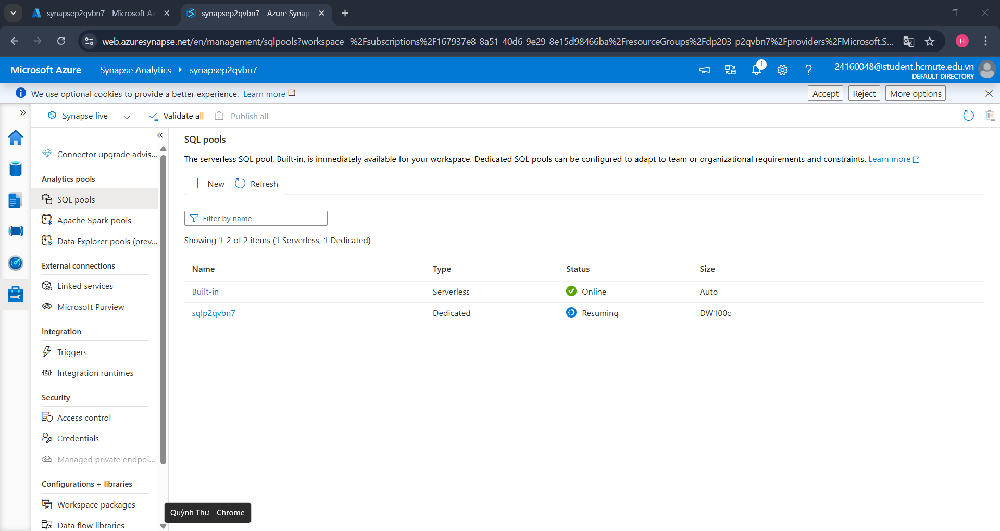 synapsep2qvbn7 - Microsoft Az
synapsep2qvbn7 - Azure Synap
web.azuresynapse.net/en/management/sqlpools?workspace=%2Fsubscriptions%2F167937e8-8a51-40d6-9e29-8e15d98466ba%2FresourceGroups%2Fdp203-p2qvbn7%2Fproviders%2FMicrosoft.S...
H
Microsoft Azure
Synapse Analytics
synapsep2qvbn7
1
24160048@student.hcmute.edu.vn
DEFAULT DIRECTORY
We use optional cookies to provide a better experience. Learn more
Accept
Reject
More options
Synapse live
Validate all
Publish all
Connector upgrade advis...
Analytics pools
SQL pools
Apache Spark pools
Data Explorer pools (prev...
External connections
Linked services
Microsoft Purview
Integration
Triggers
Integration runtimes
Security
Access control
Credentials
Managed private endpoi...
Configurations + libraries
Workspace packages
Data flow libraries
SQL pools
The serverless SQL pool, Built-in, is immediately available for your workspace. Dedicated SQL pools can be configured to adapt to team or organizational requirements and constraints. Learn more
New
Refresh
Filter by name
Showing 1-2 of 2 items (1 Serverless, 1 Dedicated)
Name Type Status Size
Built-in Serverless Online Auto
sqlp2qvbn7 Dedicated Resuming DW100c
Quỳnh Thư - Chrome